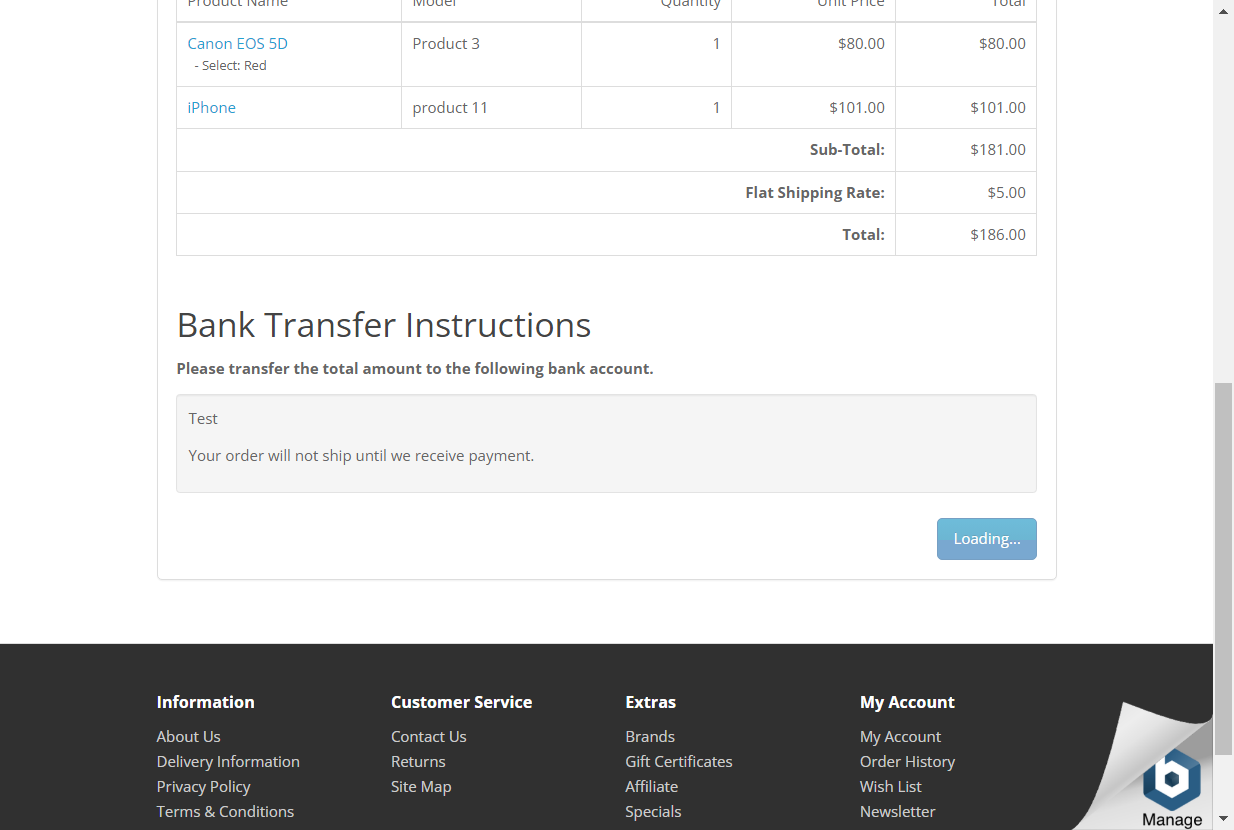 Product Name Model Quantity Unit Price Total
Canon EOS 5D Product 3 1 $80.00 $80.00
- Select: Red
iPhone product 11 1 $101.00 $101.00
Sub-Total: $181.00
Flat Shipping Rate: $5.00
Total: $186.00
Bank Transfer Instructions
Please transfer the total amount to the following bank account.
Test
Your order will not ship until we receive payment.
Loading...
Information Customer Service Extras My Account
About Us Contact Us Brands My Account
Delivery Information Returns Gift Certificates Order History
Privacy Policy Site Map Affiliate Wish List
Terms & Conditions Specials Newsletter
Manage